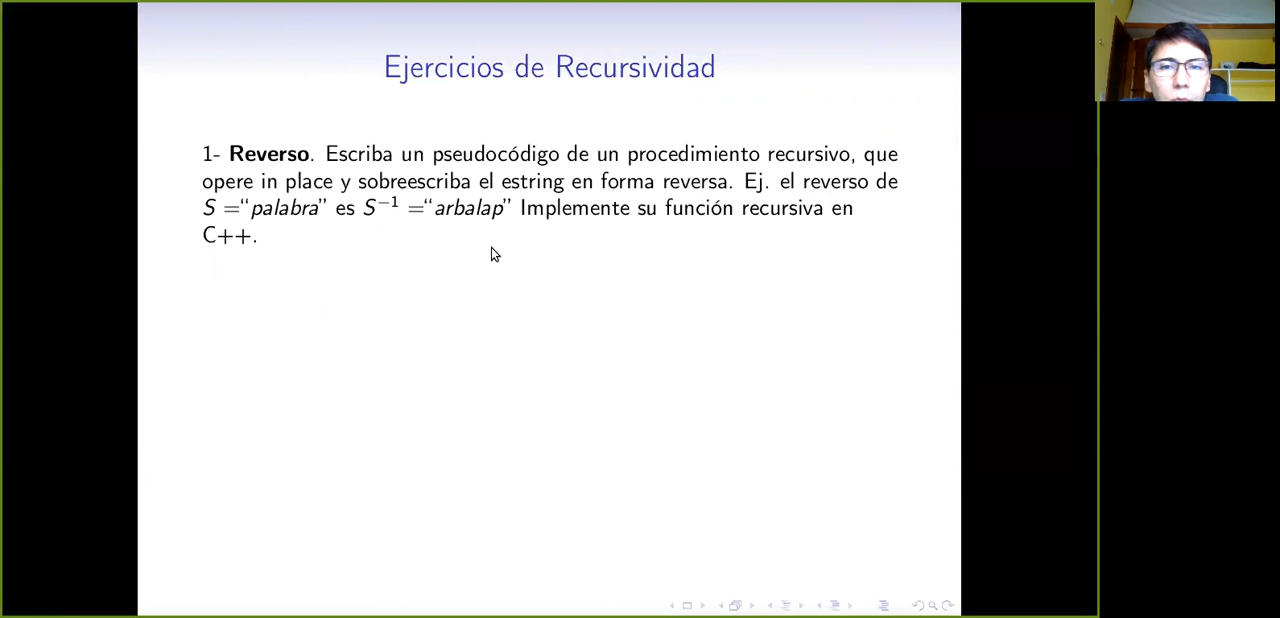 Ejercicios de Recursividad
1- Reverso. Escriba un pseudocódigo de un procedimiento recursivo, que
opere in place y sobreescriba el estring en forma reversa. Ej. el reverso de
S =“palabra” es S⁻¹ =“arbalap” Implemente su función recursiva en
C++.